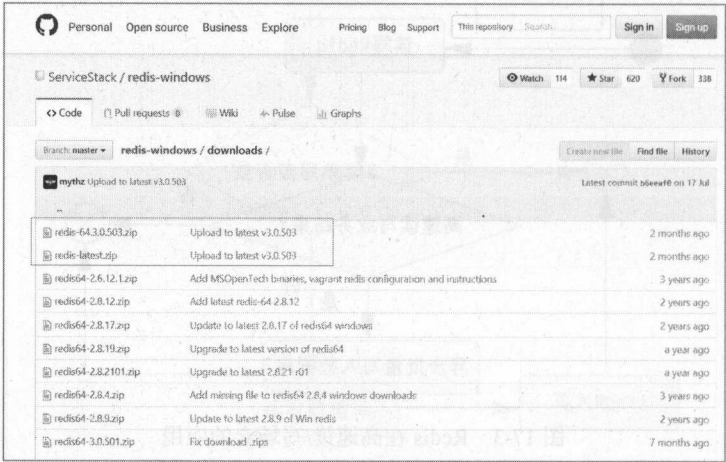 Personal Open source Business Explore Pricing Blog Support This repository Search Sign in Sign up
ServiceStack / redis-windows Watch 114 Star 620 Fork 338
Code Pull requests 0 Wiki Pulse Graphs
Branch: master redis-windows / downloads / Create new file Find file History
mythz Upload to latest v3.0.503 Latest commit b6eeaf0 on 17 Jul
..
redis-64.3.0.503.zip Upload to latest v3.0.503 2 months ago
redis-latest.zip Upload to latest v3.0.503 2 months ago
redis64-2.6.12.1.zip Add MSOpenTech binaries, vagrant redis configuration and instructions 3 years ago
redis64-2.8.12.zip Add latest redis-64 2.8.12 2 years ago
redis64-2.8.17.zip Update to latest 2.8.17 of redis64 windows 2 years ago
redis64-2.8.19.zip Upgrade to latest version of redis64 a year ago
redis64-2.8.2101.zip Upgrade to latest 2.8.21 r01 a year ago
redis64-2.8.4.zip Add missing file to redis64 2.8.4 windows downloads 3 years ago
redis64-2.8.9.zip Update to latest 2.8.9 of Win redis 2 years ago
redis64-3.0.501.zip Fix download .zips 7 months ago